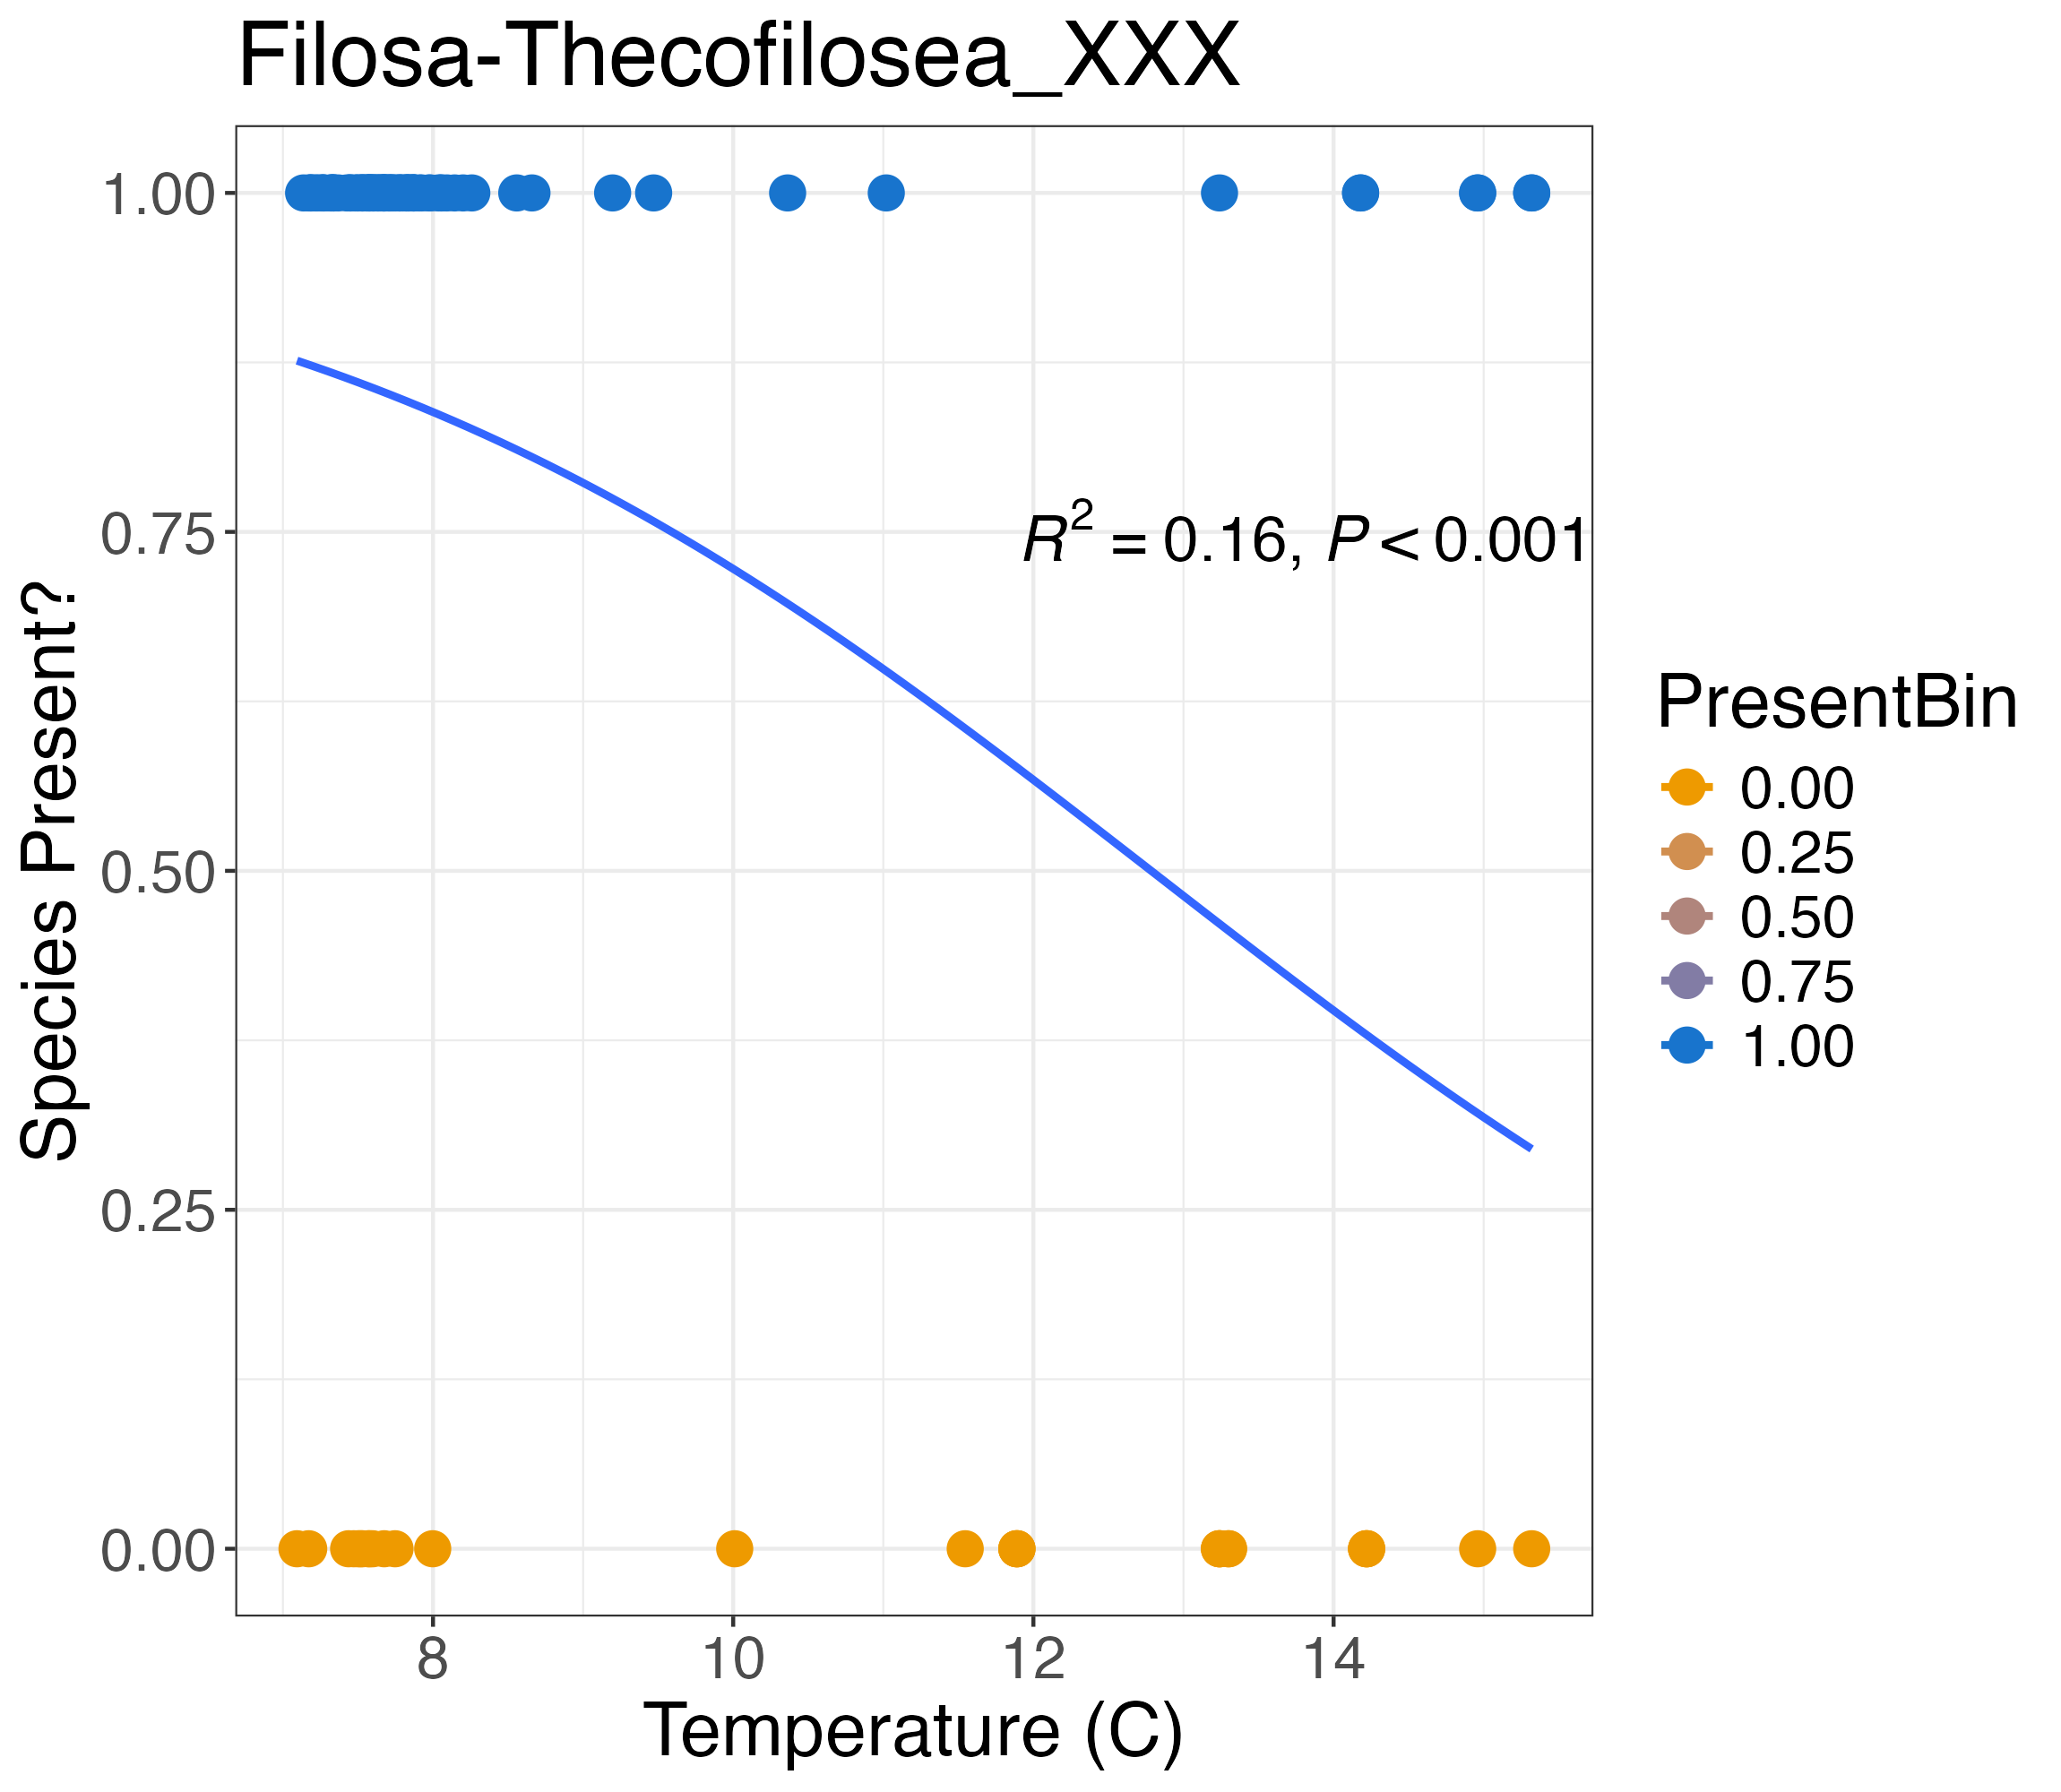 Filosa-Thecofilosea_XXX
1.00
0.75
0.50
0.25
0.00
Species Present?
R² = 0.16, P < 0.001
8 10 12 14
Temperature (C)
PresentBin
0.00
0.25
0.50
0.75
1.00